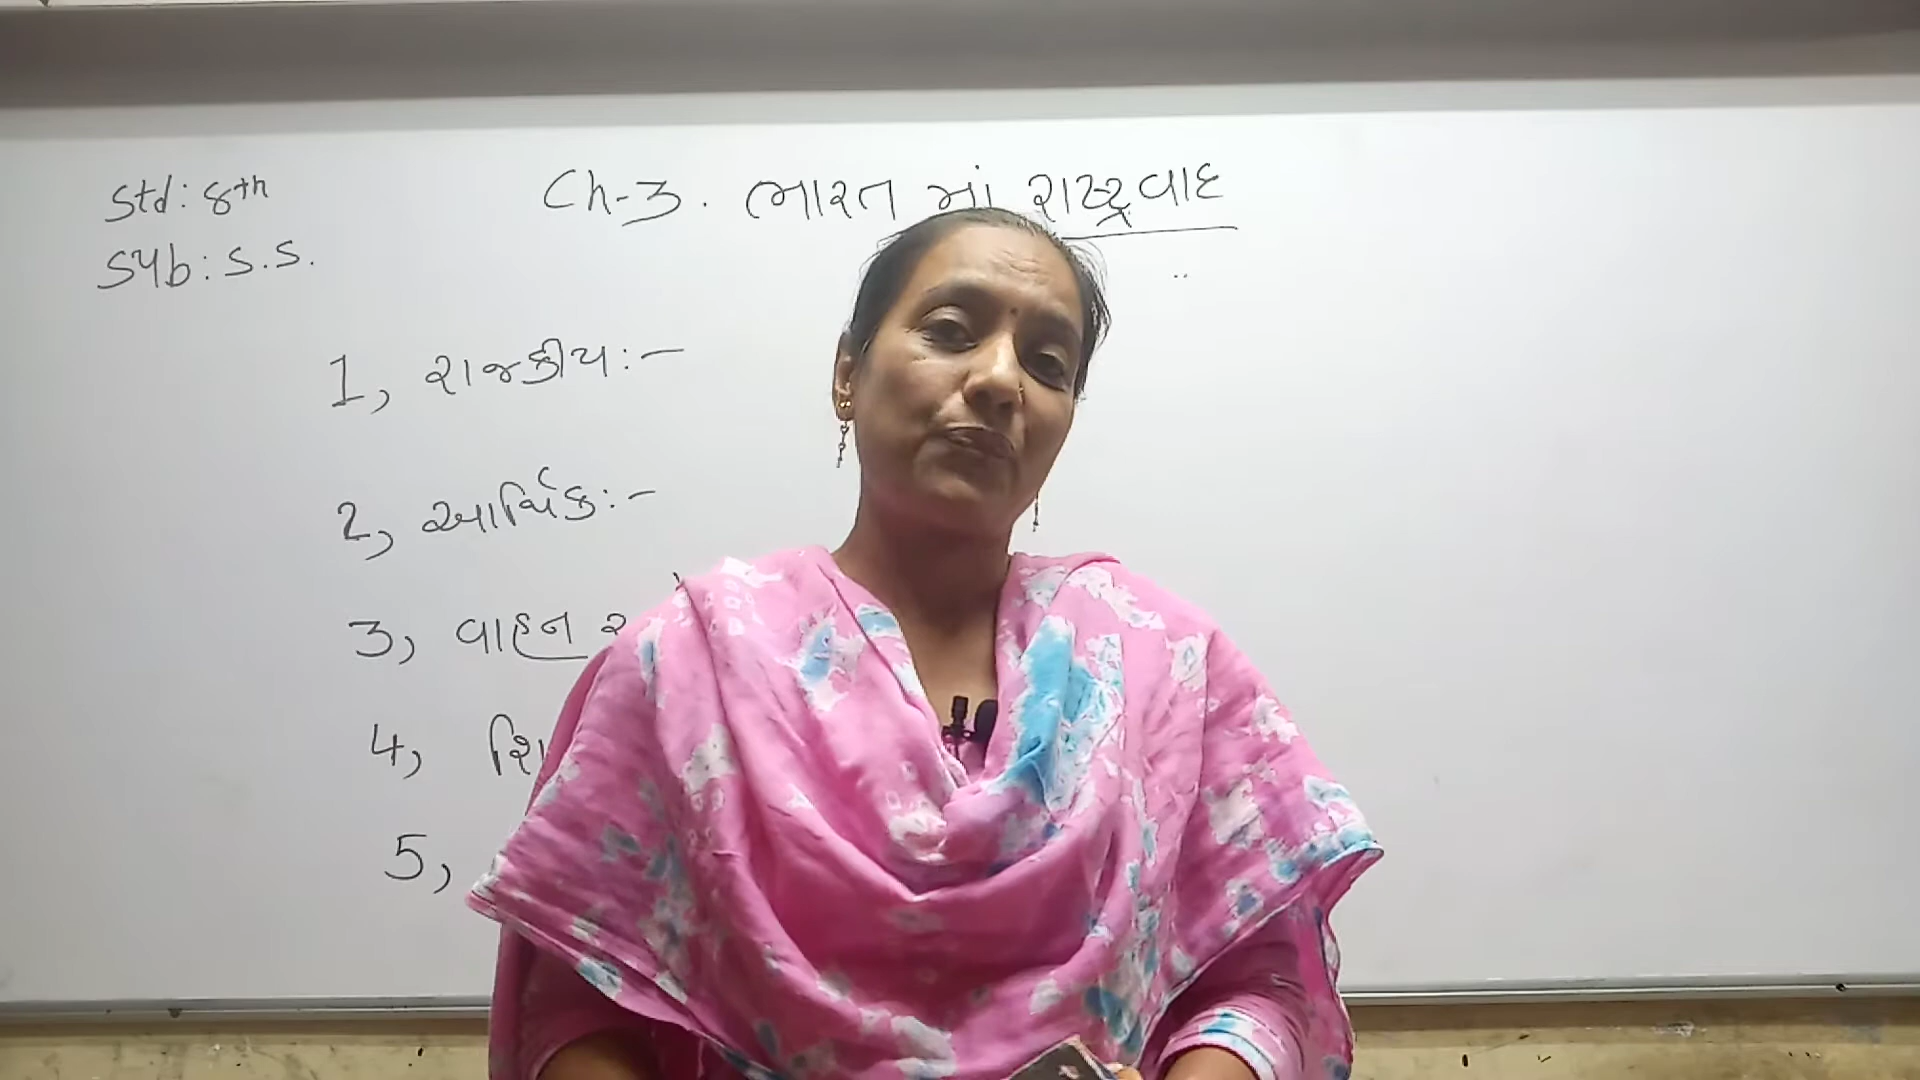 Std: 8th
Sub: S.S.
Ch-3. ભારત માં રાષ્ટ્રવાદ
1, રાજકીય :-
2, આર્થિક :-
3, વાહન
4,
5,